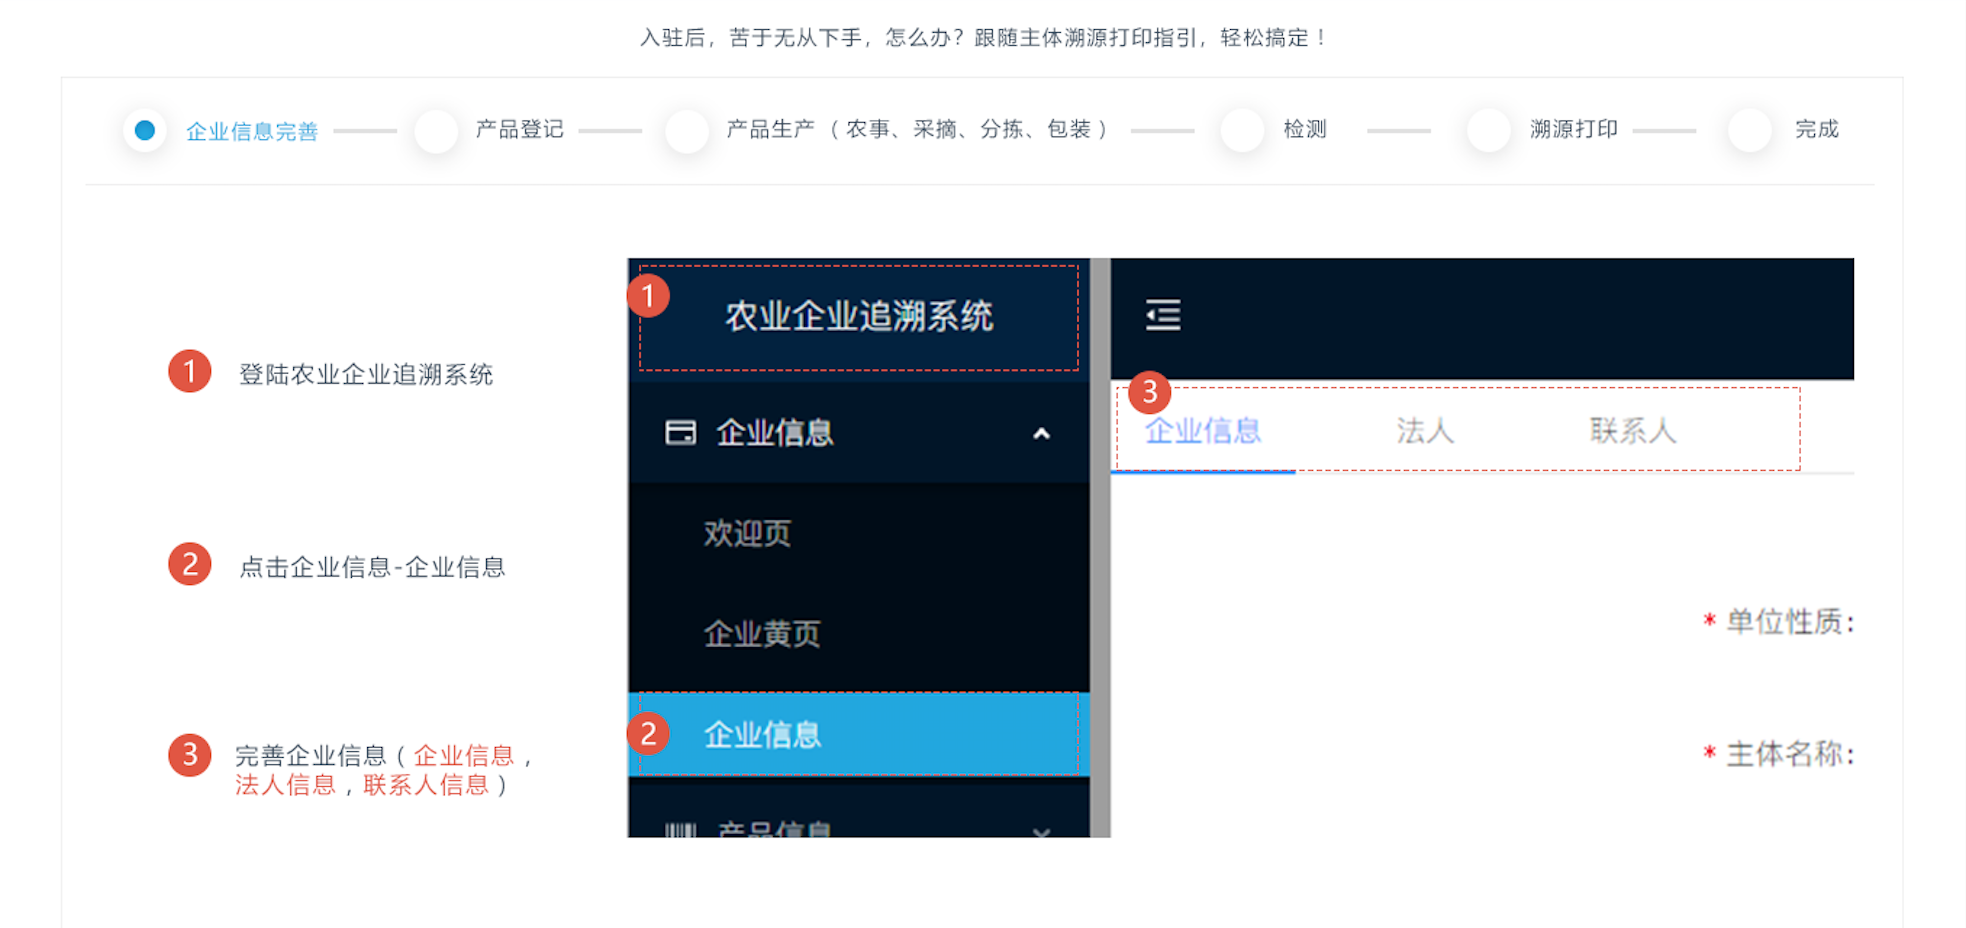 入驻后，苦于无从下手，怎么办？跟随主体溯源打印指引，轻松搞定！
企业信息完善
产品登记
产品生产（农事、采摘、分拣、包装）
检测
溯源打印
完成
1 登陆农业企业追溯系统
2 点击企业信息-企业信息
3 完善企业信息（企业信息，
法人信息，联系人信息）
1
农业企业追溯系统
企业信息
欢迎页
企业黄页
2 企业信息
产品信息
3
企业信息 法人 联系人
* 单位性质:
* 主体名称: